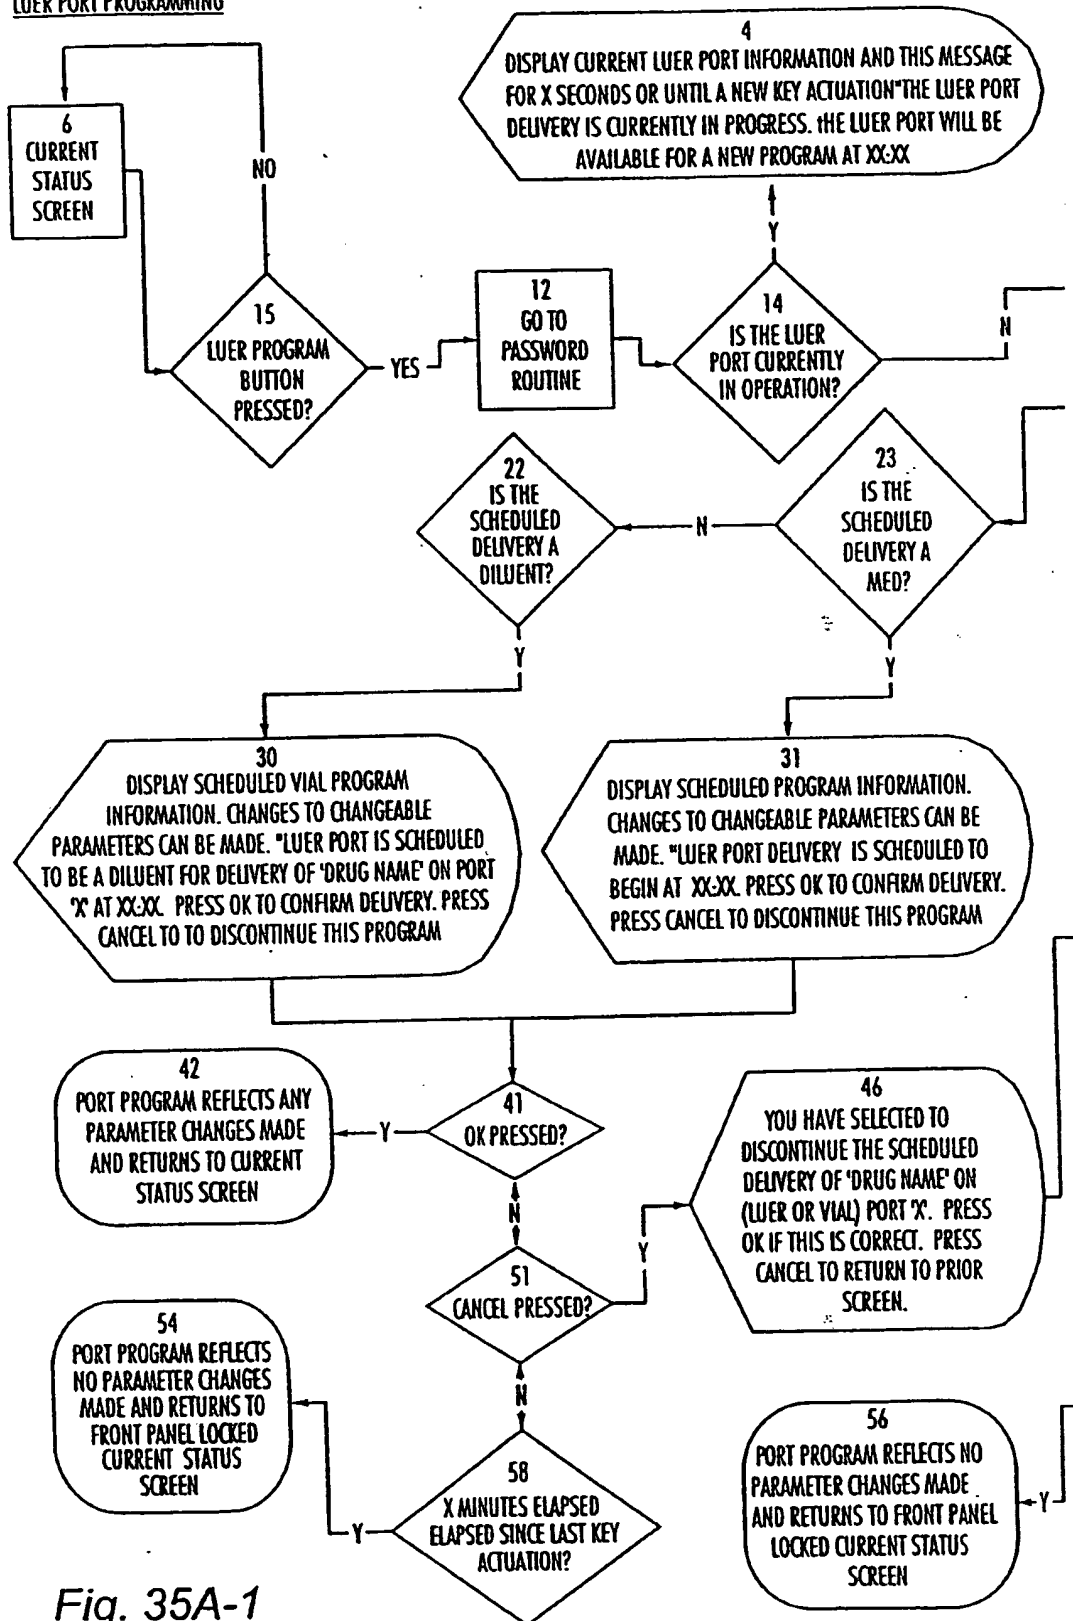 LUER PORT PROGRAMMING
4
DISPLAY CURRENT LUER PORT INFORMATION AND THIS MESSAGE
FOR X SECONDS OR UNTIL A NEW KEY ACTUATION"THE LUER PORT
DELIVERY IS CURRENTLY IN PROGRESS. tHE LUER PORT WILL BE
AVAILABLE FOR A NEW PROGRAM AT XX:XX
6
CURRENT
STATUS
SCREEN
NO
Y
15
LUER PROGRAM
BUTTON
PRESSED?
YES
12
GO TO
PASSWORD
ROUTINE
14
IS THE LUER
PORT CURRENTLY
IN OPERATION?
N
22
IS THE
SCHEDULED
DELIVERY A
DILUENT?
N
23
IS THE
SCHEDULED
DELIVERY A
MED?
Y
Y
30
DISPLAY SCHEDULED VIAL PROGRAM
INFORMATION. CHANGES TO CHANGEABLE
PARAMETERS CAN BE MADE. "LUER PORT IS SCHEDULED
TO BE A DILUENT FOR DELIVERY OF 'DRUG NAME' ON PORT
'X' AT XX:XX. PRESS OK TO CONFIRM DELIVERY. PRESS
CANCEL TO TO DISCONTINUE THIS PROGRAM
31
DISPLAY SCHEDULED PROGRAM INFORMATION.
CHANGES TO CHANGEABLE PARAMETERS CAN BE
MADE. "LUER PORT DELIVERY IS SCHEDULED TO
BEGIN AT XX:XX. PRESS OK TO CONFIRM DELIVERY.
PRESS CANCEL TO DISCONTINUE THIS PROGRAM
42
PORT PROGRAM REFLECTS ANY
PARAMETER CHANGES MADE
AND RETURNS TO CURRENT
STATUS SCREEN
Y
41
OK PRESSED?
N
46
YOU HAVE SELECTED TO
DISCONTINUE THE SCHEDULED
DELIVERY OF 'DRUG NAME' ON
(LUER OR VIAL) PORT 'X'. PRESS
OK IF THIS IS CORRECT. PRESS
CANCEL TO RETURN TO PRIOR
SCREEN.
Y
51
CANCEL PRESSED?
N
54
PORT PROGRAM REFLECTS
NO PARAMETER CHANGES
MADE AND RETURNS TO
FRONT PANEL LOCKED
CURRENT STATUS
SCREEN
Y
58
X MINUTES ELAPSED
ELAPSED SINCE LAST KEY
ACTUATION?
56
PORT PROGRAM REFLECTS NO
PARAMETER CHANGES MADE
AND RETURNS TO FRONT PANEL
LOCKED CURRENT STATUS
SCREEN
Y
Fig. 35A-1